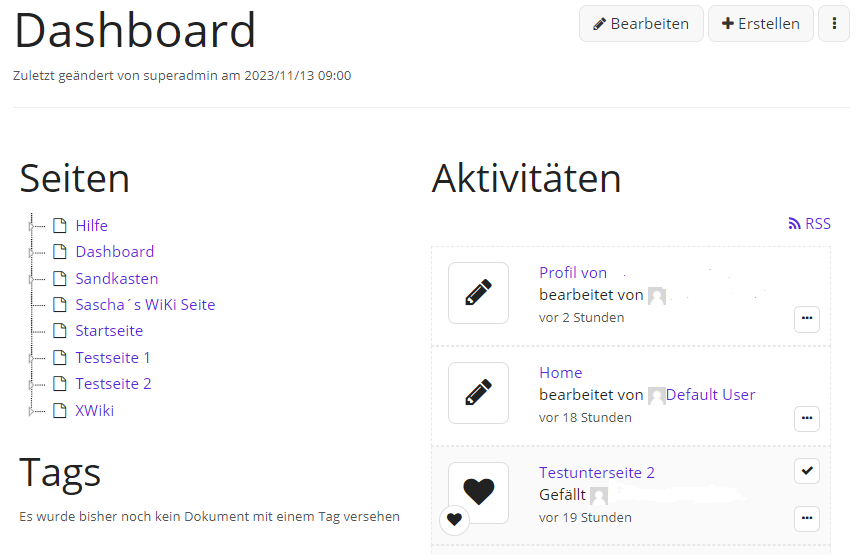 Dashboard
Bearbeiten
Erstellen
Zuletzt geändert von superadmin am 2023/11/13 09:00
Seiten
Hilfe
Dashboard
Sandkasten
Sascha´s WiKi Seite
Startseite
Testseite 1
Testseite 2
XWiki
Tags
Es wurde bisher noch kein Dokument mit einem Tag versehen
Aktivitäten
RSS
Profil von
bearbeitet von
vor 2 Stunden
Home
bearbeitet von Default User
vor 18 Stunden
Testunterseite 2
Gefällt
vor 19 Stunden